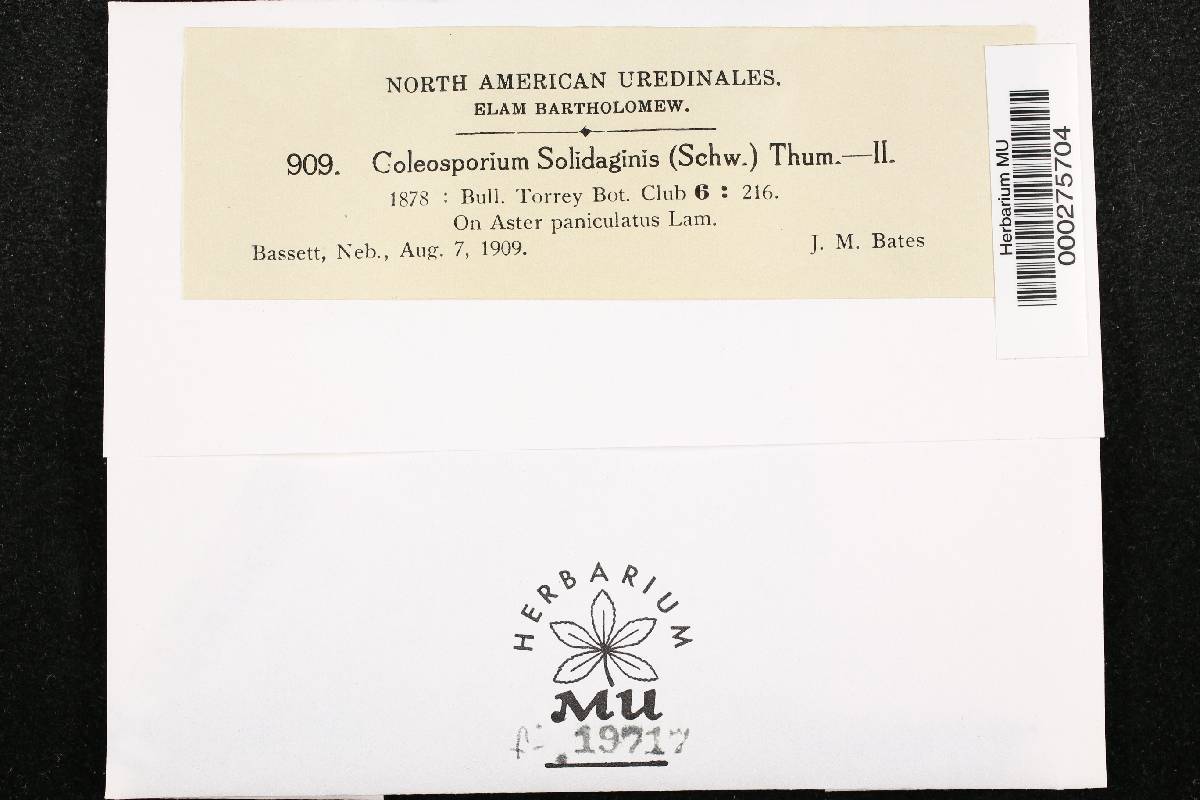 NORTH AMERICAN UREDINALES.
ELAM BARTHOLOMEW.
909. Coleosporium Solidaginis (Schw.) Thum.—II.
1878 : Bull. Torrey Bot. Club 6 : 216.
On Aster paniculatus Lam.
Bassett, Neb., Aug. 7, 1909. J. M. Bates
Herbarium MU
000275704
HERBARIUM
MU
19717